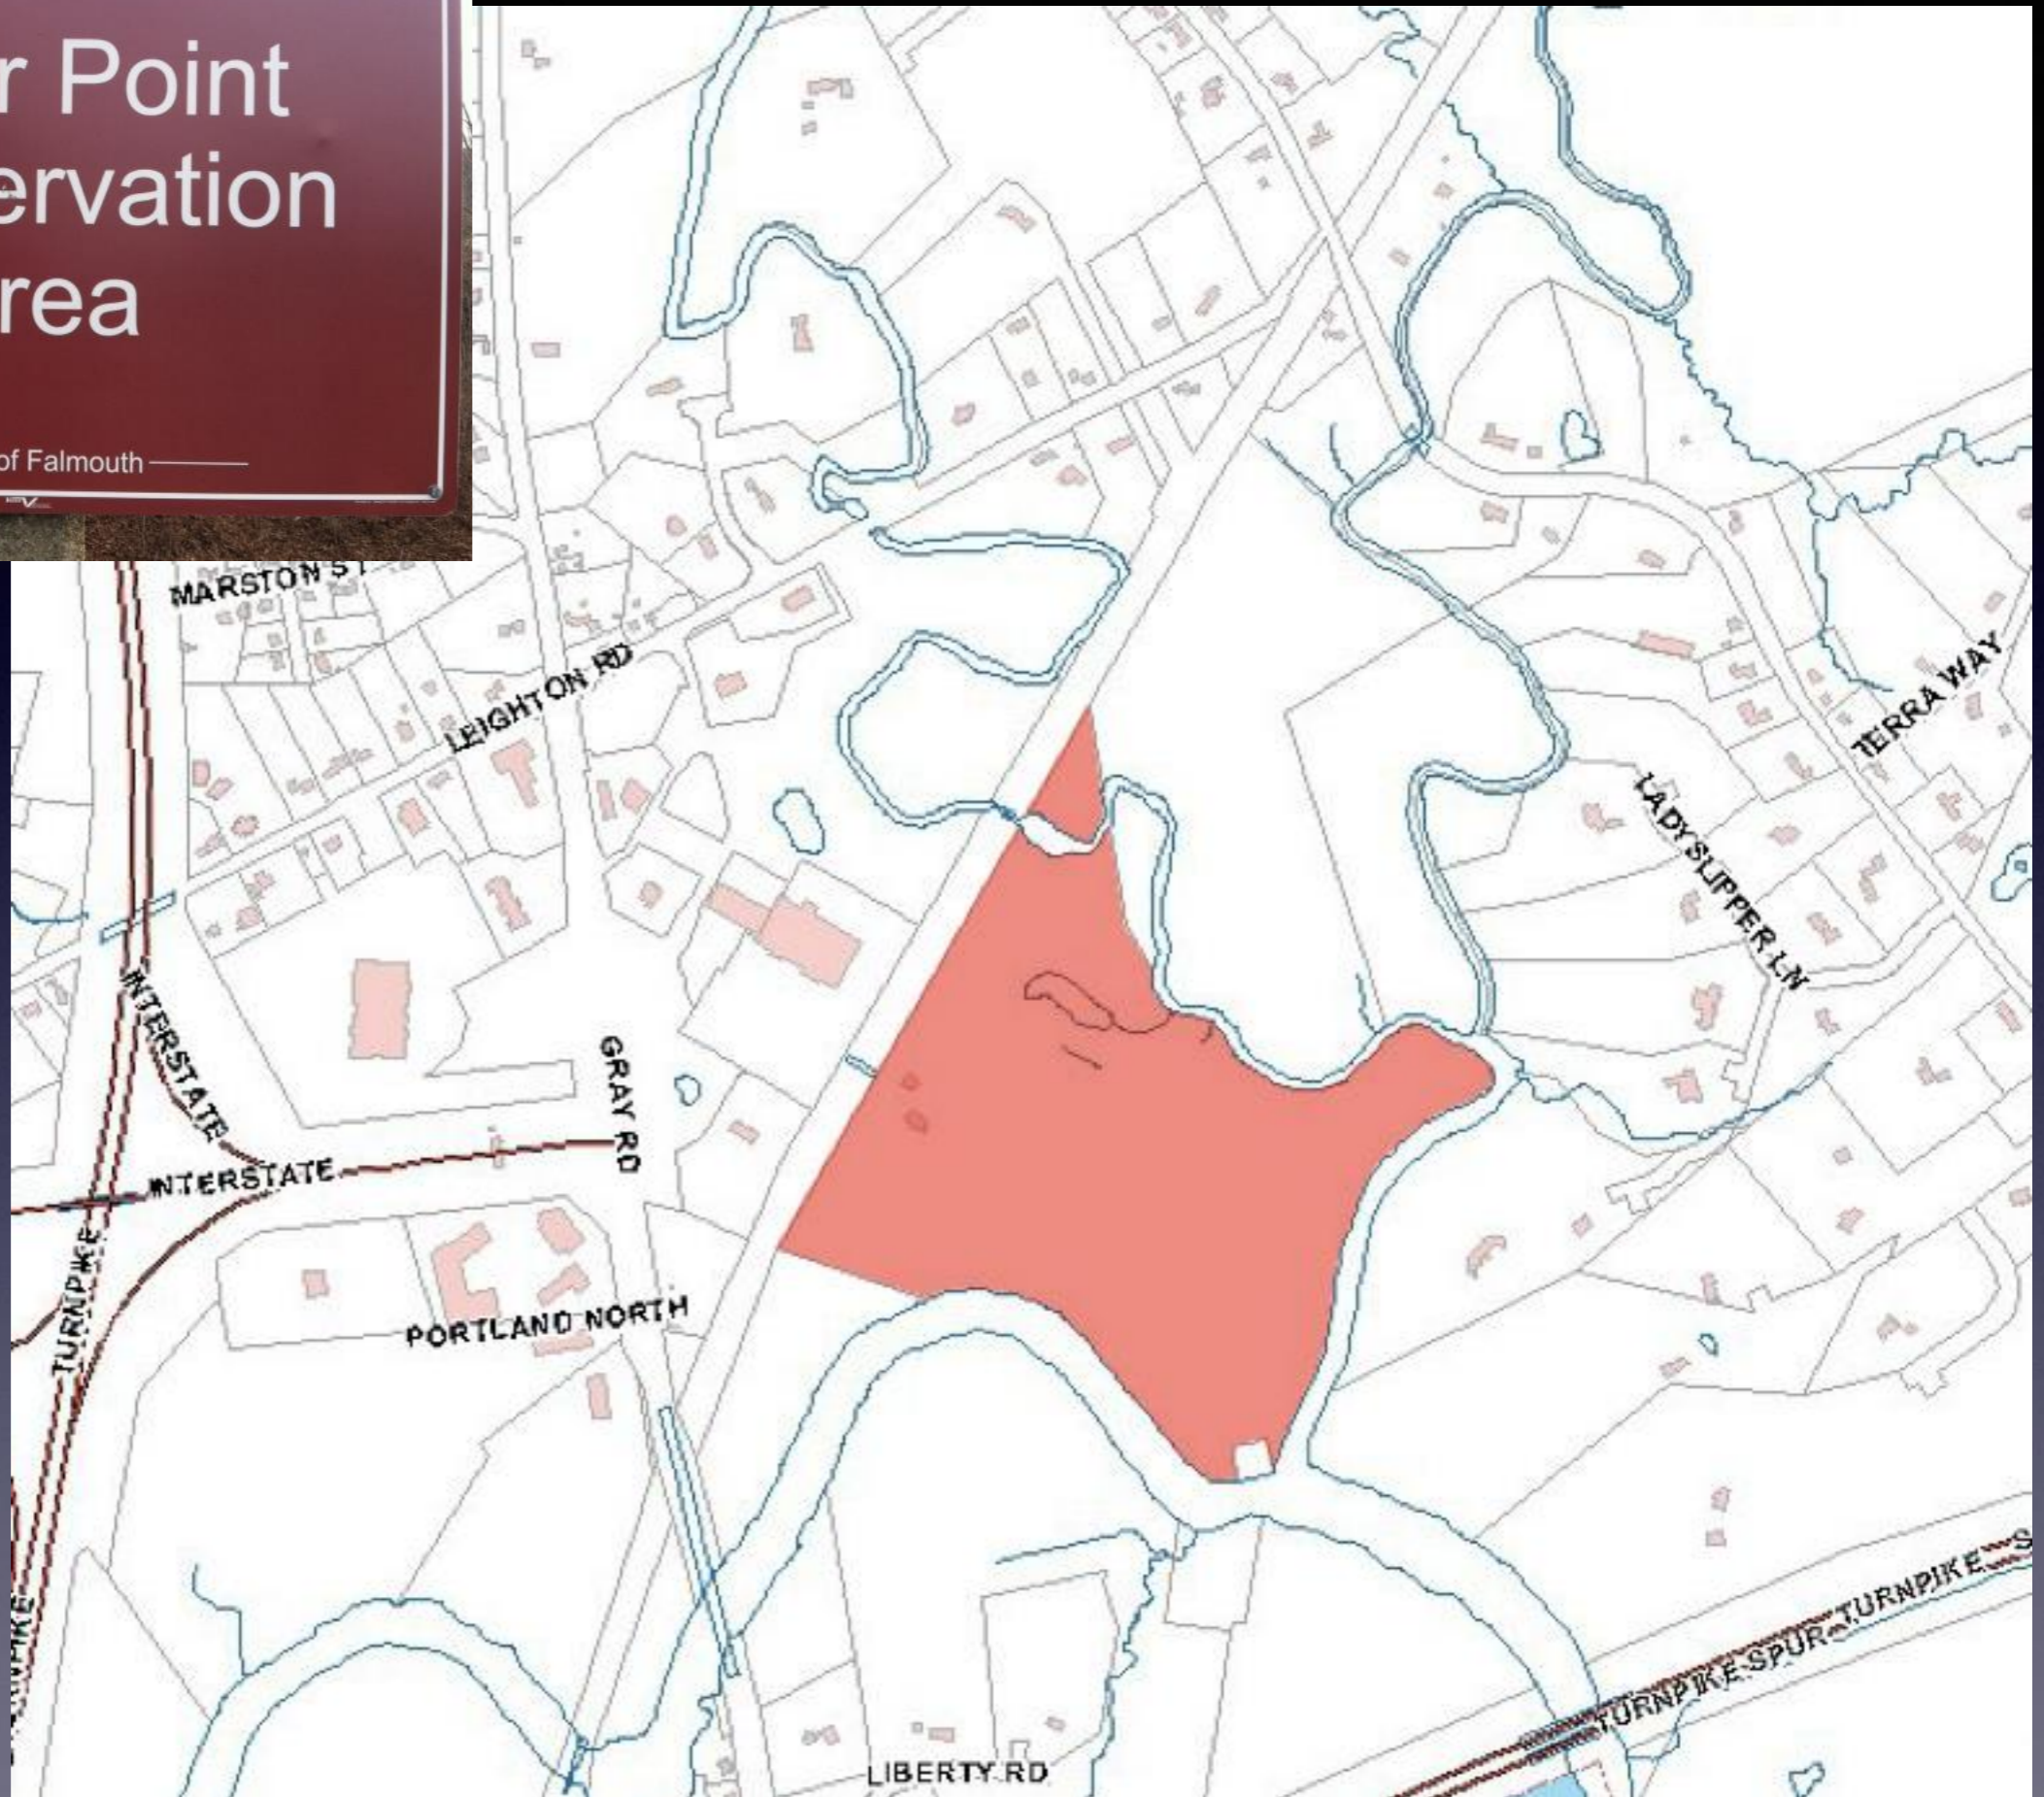 r Point
ervation
rea
of Falmouth
MARSTON ST
LEIGHTON RD
TERRA WAY
LADYSLIPPER LN
INTERSTATE
GRAY RD
INTERSTATE
TURNPIKE
PORTLAND NORTH
TURNPIKE S
TURNPIKE SPUR
LIBERTY RD